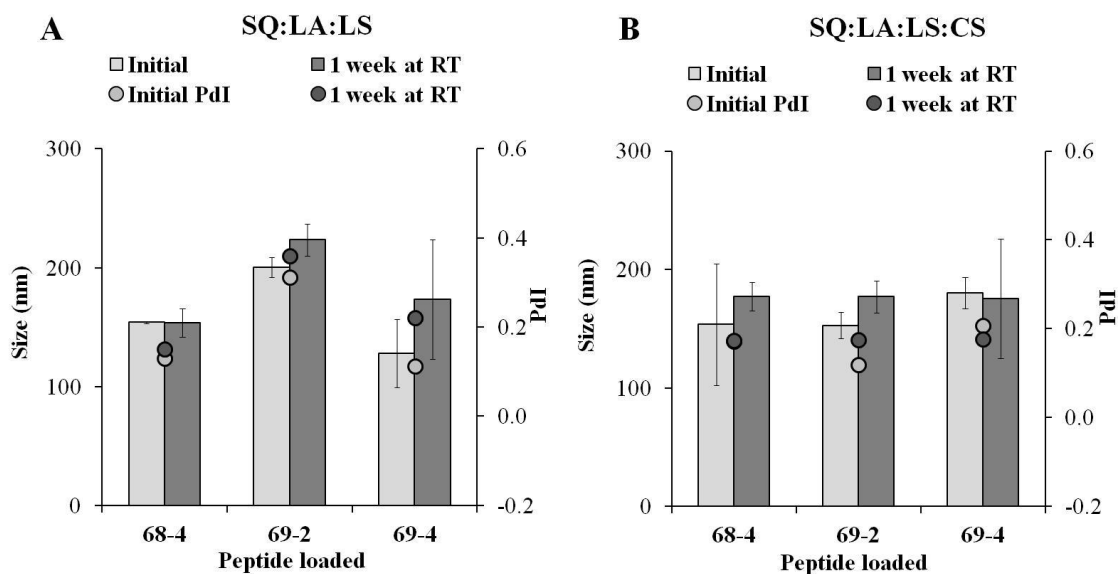 A
SQ:LA:LS
Initial
1 week at RT
Initial PdI
1 week at RT
300
200
100
0
Size (nm)
0.6
0.4
0.2
0.0
-0.2
PdI
68-4
69-2
69-4
Peptide loaded
B
SQ:LA:LS:CS
Initial
1 week at RT
Initial PdI
1 week at RT
300
200
100
0
Size (nm)
0.6
0.4
0.2
0.0
-0.2
PdI
68-4
69-2
69-4
Peptide loaded